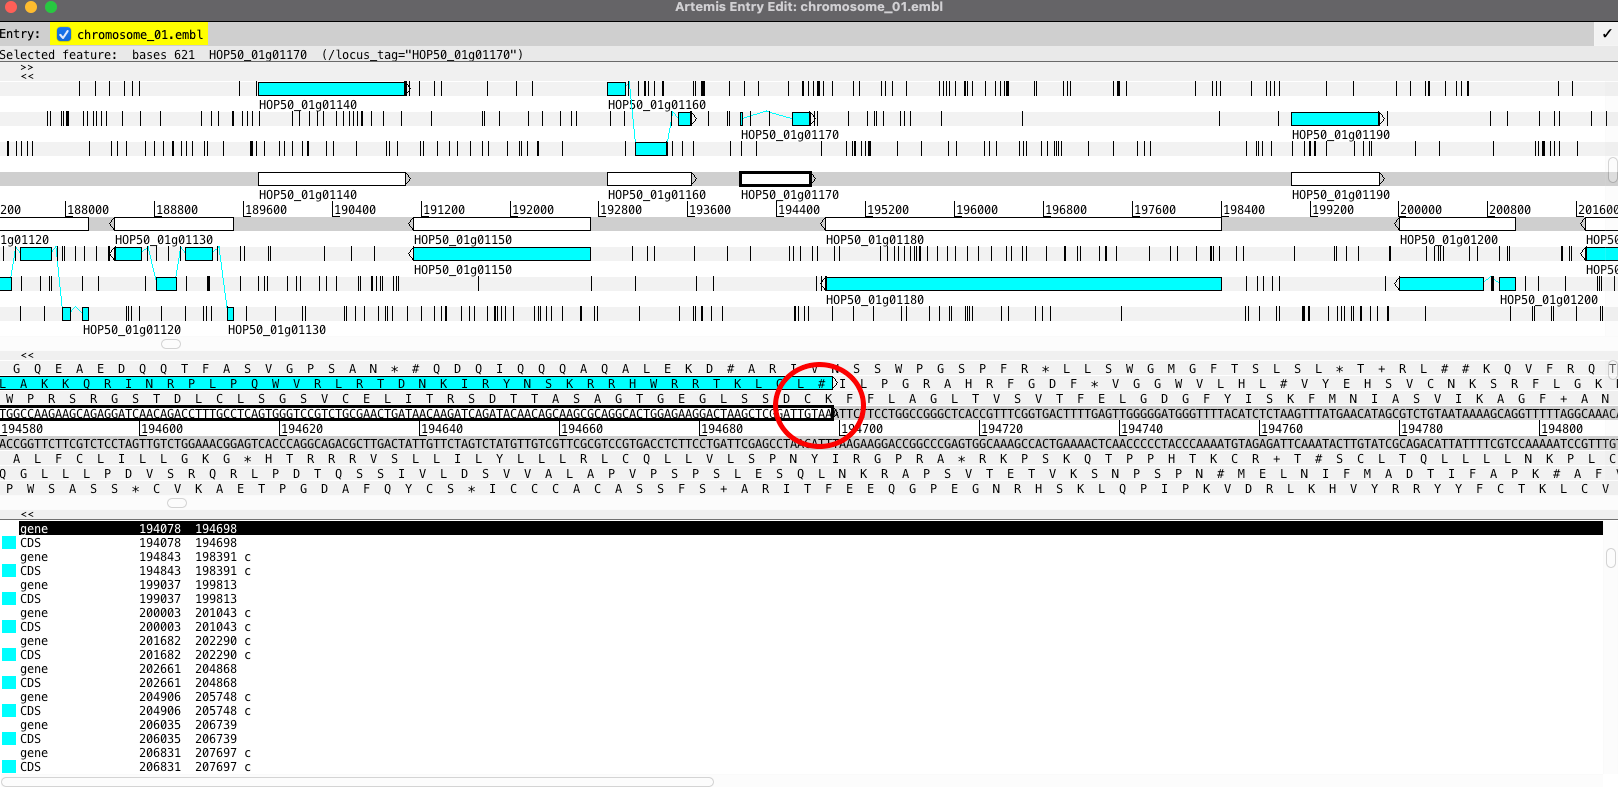 Artemis Entry Edit: chromosome_01.embl
Entry: chromosome_01.embl
Selected feature: bases 621 HOP50_01g01170 (/locus_tag="HOP50_01g01170")
>>
<<
HOP50_01g01140 HOP50_01g01160
HOP50_01g01170 HOP50_01g01190
HOP50_01g01140 HOP50_01g01160 HOP50_01g01170 HOP50_01g01190
200 188000 188800 189600 190400 191200 192000 192800 193600 194400 195200 196000 196800 197600 198400 199200 200000 200800 201600
1g01120 HOP50_01g01130 HOP50_01g01150 HOP50_01g01180 HOP50_01g01200 HOP50
HOP50_01g01150 HOP50
HOP50_01g01180 HOP50_01g01200
HOP50_01g01120 HOP50_01g01130
<<
G Q E A E D Q Q T F A S V G P S A N * # Q D Q I Q Q Q A Q A L E K D # A R I V N S S W P G S P F R * L L S W G M G F T S L S L * T + R L # # K Q V F R Q T
L A K K Q R I N R P L P Q W V R L R T D N K I R Y N S K R R H W R R T K L G L # I L P G R A H R F G D F * V G G W V L H L # V Y E H S V C N K S R F L G K
W P R S R G S T D L C L S G S V C E L I T R S D T T A S A G T G E G L S S D C K F F L A G L T V S V T F E L G D G F Y I S K F M N I A S V I K A G F + A N
194580 194600 194620 194640 194660 194680 194700 194720 194740 194760 194780 194800
A L F C L I L L G K G * H T R R R V S L L I L Y L L L R L C Q L L V L S P N Y I R G P R A * R K P S K Q T P P H T K C R + T # S C L T Q L L L L N K P L C
Q G L L L P D V S R Q R L P D T Q S S I V L D S V V A L A P V P S P S L E S Q L N K R A P S V T E T V K S N P S P N # M E L N I F M A D T I F A P K # A F V
P W S A S S * C V K A E T P G D A F Q Y C S * I C C C A C A S S F S + A R I T F E E Q G P E G N R H S K L Q P I P K V D R L K H V Y R R Y Y F C T K L C V
<<
gene 194078 194698
CDS 194078 194698
gene 194843 198391 c
CDS 194843 198391 c
gene 199037 199813
CDS 199037 199813
gene 200003 201043 c
CDS 200003 201043 c
gene 201682 202290 c
CDS 201682 202290 c
gene 202661 204868
CDS 202661 204868
gene 204906 205748 c
CDS 204906 205748 c
gene 206035 206739
CDS 206035 206739
gene 206831 207697 c
CDS 206831 207697 c